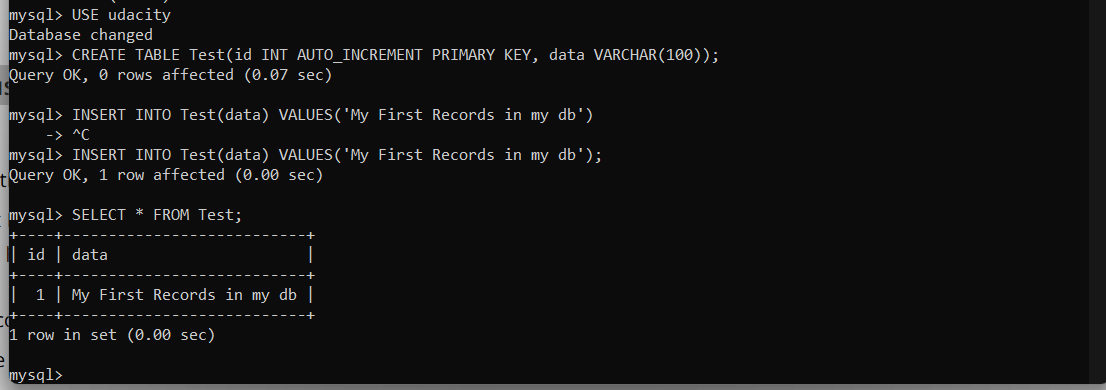 mysql> USE udacity
Database changed
mysql> CREATE TABLE Test(id INT AUTO_INCREMENT PRIMARY KEY, data VARCHAR(100));
Query OK, 0 rows affected (0.07 sec)
mysql> INSERT INTO Test(data) VALUES('My First Records in my db')
    -> ^C
mysql> INSERT INTO Test(data) VALUES('My First Records in my db');
Query OK, 1 row affected (0.00 sec)
mysql> SELECT * FROM Test;
+----+---------------------------+
| id | data                      |
+----+---------------------------+
|  1 | My First Records in my db |
+----+---------------------------+
1 row in set (0.00 sec)
mysql>